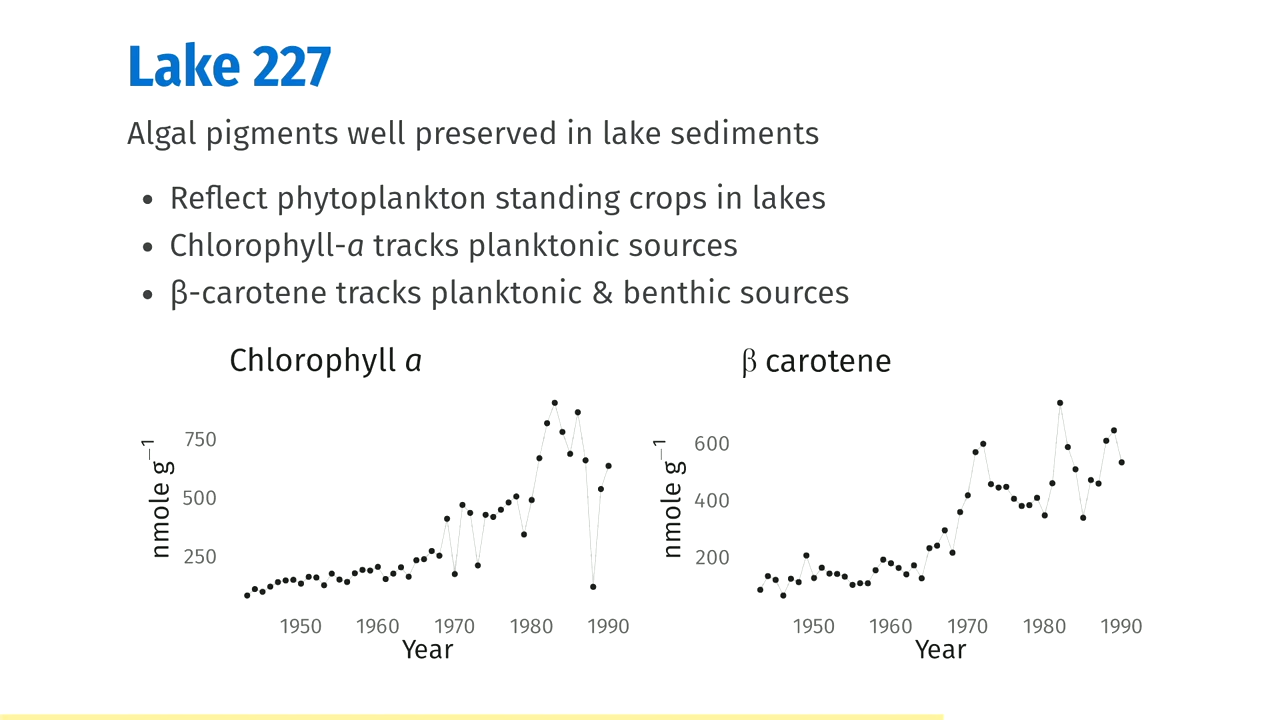 Lake 227
Algal pigments well preserved in lake sediments
• Reflect phytoplankton standing crops in lakes
• Chlorophyll-a tracks planktonic sources
• β-carotene tracks planktonic & benthic sources
Chlorophyll a
nmole g⁻¹
750
500
250
1950 1960 1970 1980 1990
Year
β carotene
nmole g⁻¹
600
400
200
1950 1960 1970 1980 1990
Year